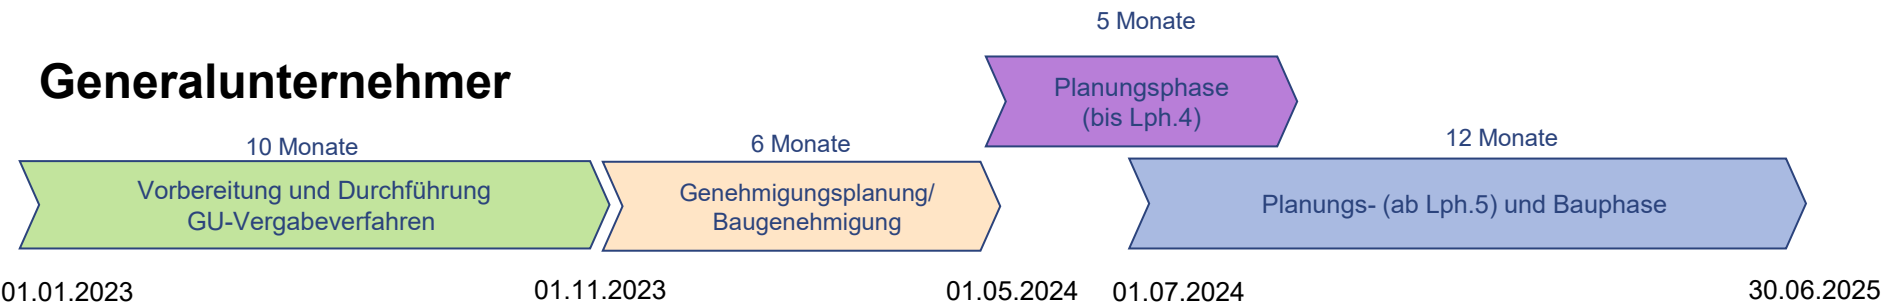 5 Monate
Generalunternehmer
Planungsphase
(bis Lph.4)
10 Monate
6 Monate
12 Monate
Vorbereitung und Durchführung
GU-Vergabeverfahren
Genehmigungsplanung/
Baugenehmigung
Planungs- (ab Lph.5) und Bauphase
01.01.2023
01.11.2023
01.05.2024
01.07.2024
30.06.2025